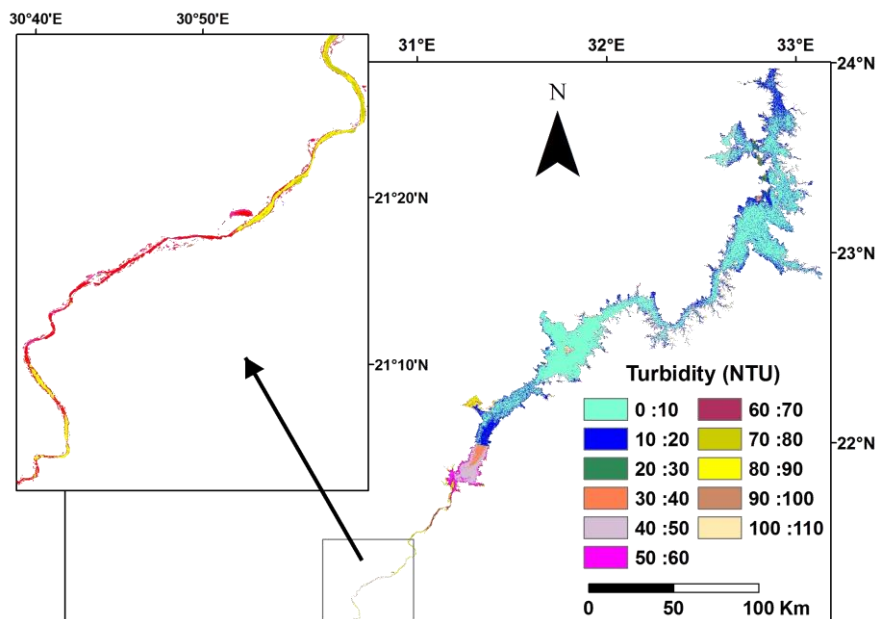 30°40'E
30°50'E
31°E
32°E
33°E
24°N
N
21°20'N
23°N
21°10'N
Turbidity (NTU)
0 :10
60 :70
10 :20
70 :80
22°N
20 :30
80 :90
30 :40
90 :100
40 :50
100 :110
50 :60
0
50
100 Km